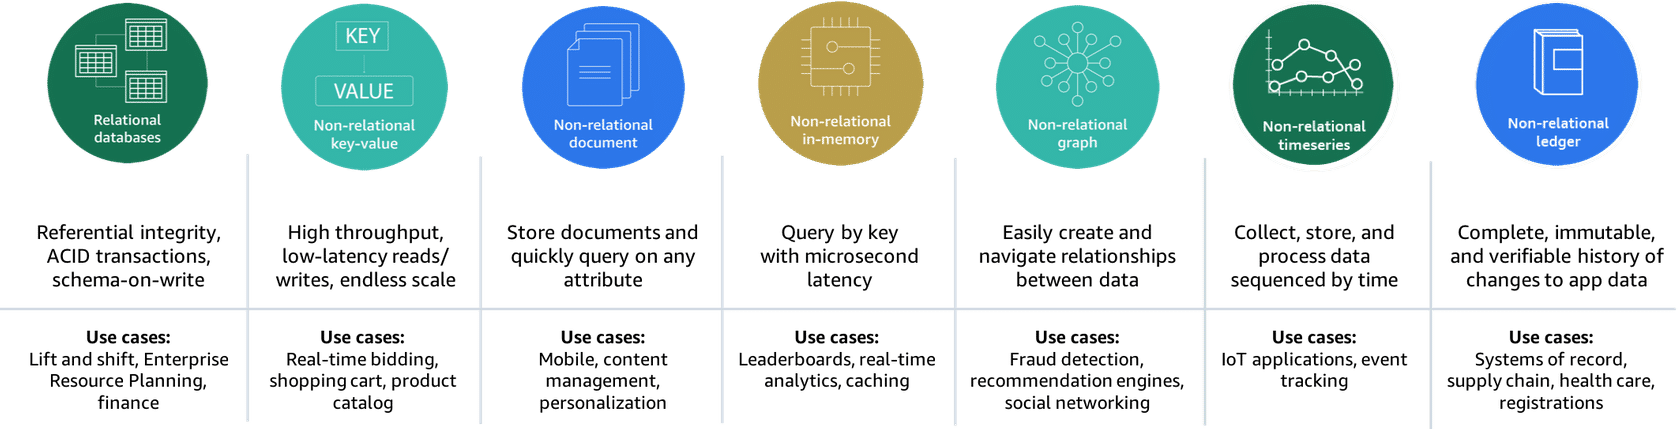 Relational
databases
Referential integrity,
ACID transactions,
schema-on-write
Use cases:
Lift and shift, Enterprise
Resource Planning,
finance
KEY
VALUE
Non-relational
key-value
High throughput,
low-latency reads/
writes, endless scale
Use cases:
Real-time bidding,
shopping cart, product
catalog
Non-relational
document
Store documents and
quickly query on any
attribute
Use cases:
Mobile, content
management,
personalization
Non-relational
in-memory
Query by key
with microsecond
latency
Use cases:
Leaderboards, real-time
analytics, caching
Non-relational
graph
Easily create and
navigate relationships
between data
Use cases:
Fraud detection,
recommendation engines,
social networking
Non-relational
timeseries
Collect, store, and
process data
sequenced by time
Use cases:
IoT applications, event
tracking
Non-relational
ledger
Complete, immutable,
and verifiable history of
changes to app data
Use cases:
Systems of record,
supply chain, health care,
registrations